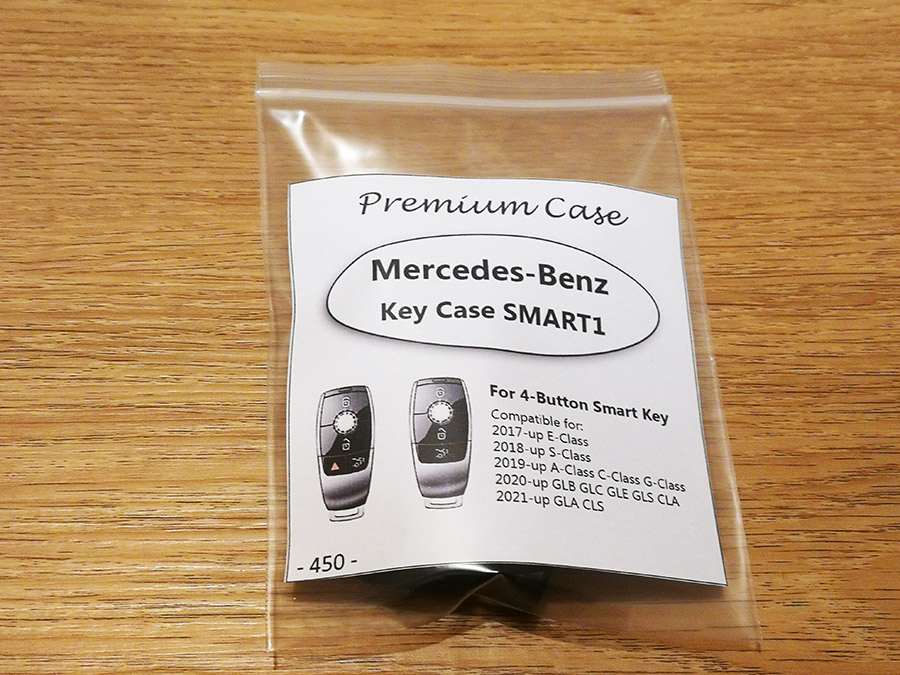 Premium Case
Mercedes-Benz
Key Case SMART1
For 4-Button Smart Key
Compatible for:
2017-up E-Class
2018-up S-Class
2019-up A-Class C-Class G-Class
2020-up GLB GLC GLE GLS CLA
2021-up GLA CLS
- 450 -